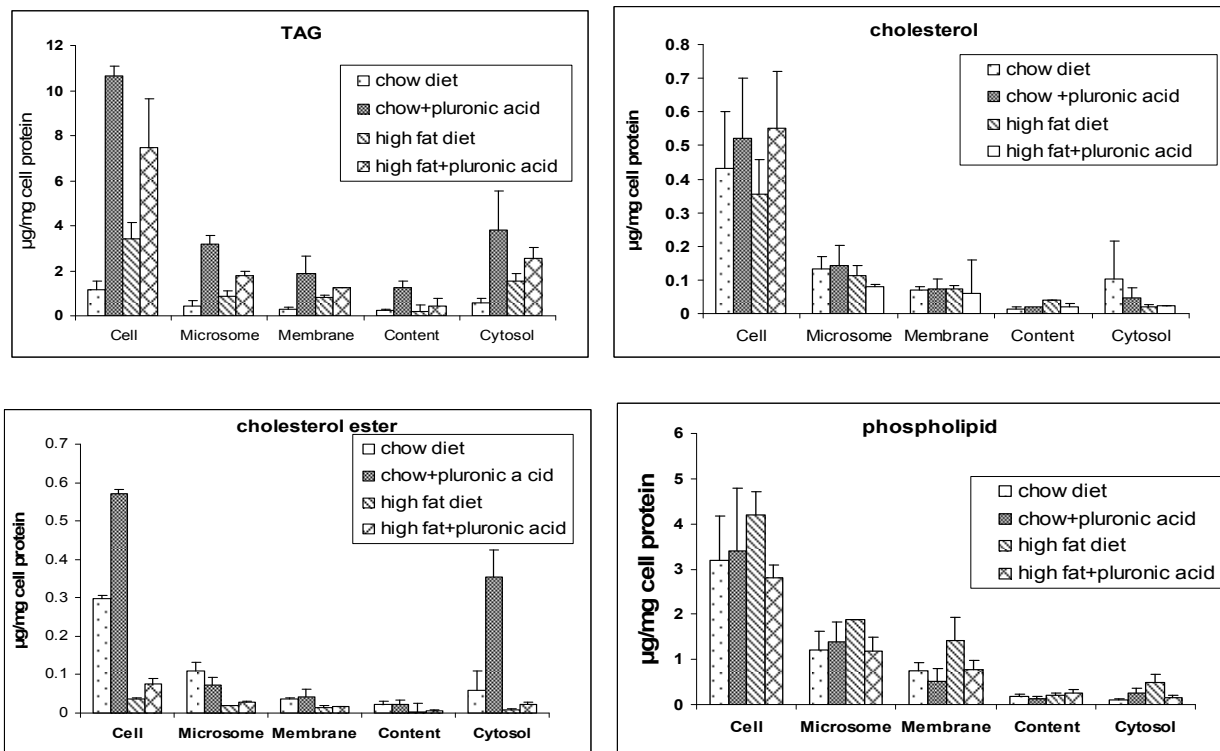 TAG
12
10
8
6
4
2
0
µg/mg cell protein
chow diet
chow+pluronic acid
high fat diet
high fat+pluronic acid
Cell Microsome Membrane Content Cytosol
cholesterol
0.8
0.7
0.6
0.5
0.4
0.3
0.2
0.1
0
µg/mg cell protein
chow diet
chow +pluronic acid
high fat diet
high fat+pluronic acid
Cell Microsome Membrane Content Cytosol
cholesterol ester
0.7
0.6
0.5
0.4
0.3
0.2
0.1
0
µg/mg cell protein
chow diet
chow+pluronic a cid
high fat diet
high fat+pluronic acid
Cell Microsome Membrane Content Cytosol
phospholipid
6
5
4
3
2
1
0
µg/mg cell protein
chow diet
chow+pluronic acid
high fat diet
high fat+pluronic acid
Cell Microsome Membrane Content Cytosol